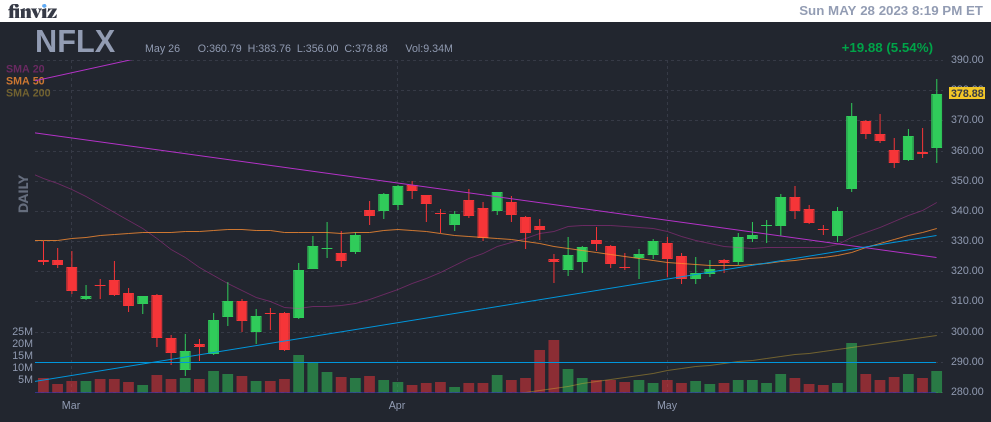 finviz
Sun MAY 28 2023 8:19 PM ET
NFLX
May 26 O:360.79 H:383.76 L:356.00 C:378.88 Vol:9.34M
+19.88 (5.54%)
SMA 20
SMA 50
SMA 200
DAILY
390.00
378.88
370.00
360.00
350.00
340.00
330.00
320.00
310.00
300.00
290.00
280.00
25M
20M
15M
10M
5M
Mar Apr May